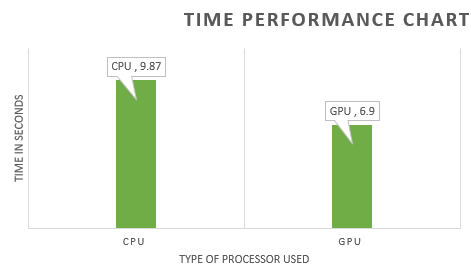 TIME PERFORMANCE CHART
CPU , 9.87
GPU , 6.9
TIME IN SECONDS
CPU
GPU
TYPE OF PROCESSOR USED